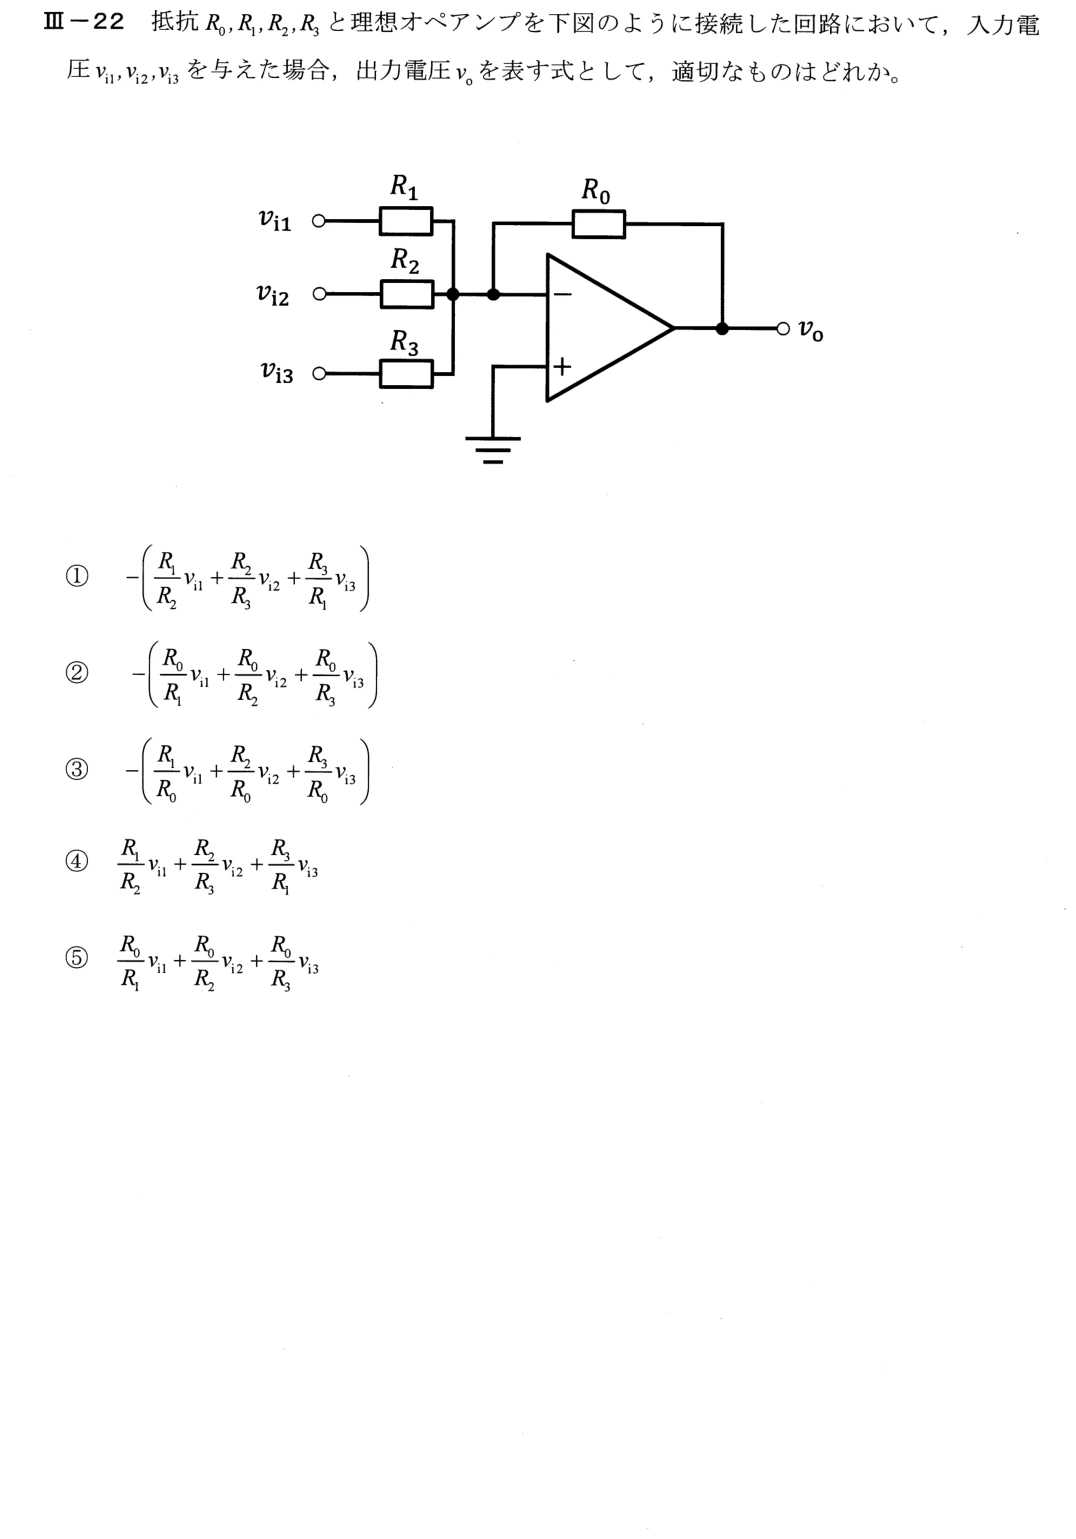 Ⅲ－22 抵抗 R₀, R₁, R₂, R₃ と理想オペアンプを下図のように接続した回路において，入力電
圧 vᵢ₁, vᵢ₂, vᵢ₃ を与えた場合，出力電圧 vₒ を表す式として，適切なものはどれか。
R₁
R₀
vᵢ₁
R₂
vᵢ₂
−
vₒ
R₃
vᵢ₃
+
① −(R₁/R₂ vᵢ₁ + R₂/R₃ vᵢ₂ + R₃/R₁ vᵢ₃)
② −(R₀/R₁ vᵢ₁ + R₀/R₂ vᵢ₂ + R₀/R₃ vᵢ₃)
③ −(R₁/R₀ vᵢ₁ + R₂/R₀ vᵢ₂ + R₃/R₀ vᵢ₃)
④ R₁/R₂ vᵢ₁ + R₂/R₃ vᵢ₂ + R₃/R₁ vᵢ₃
⑤ R₀/R₁ vᵢ₁ + R₀/R₂ vᵢ₂ + R₀/R₃ vᵢ₃